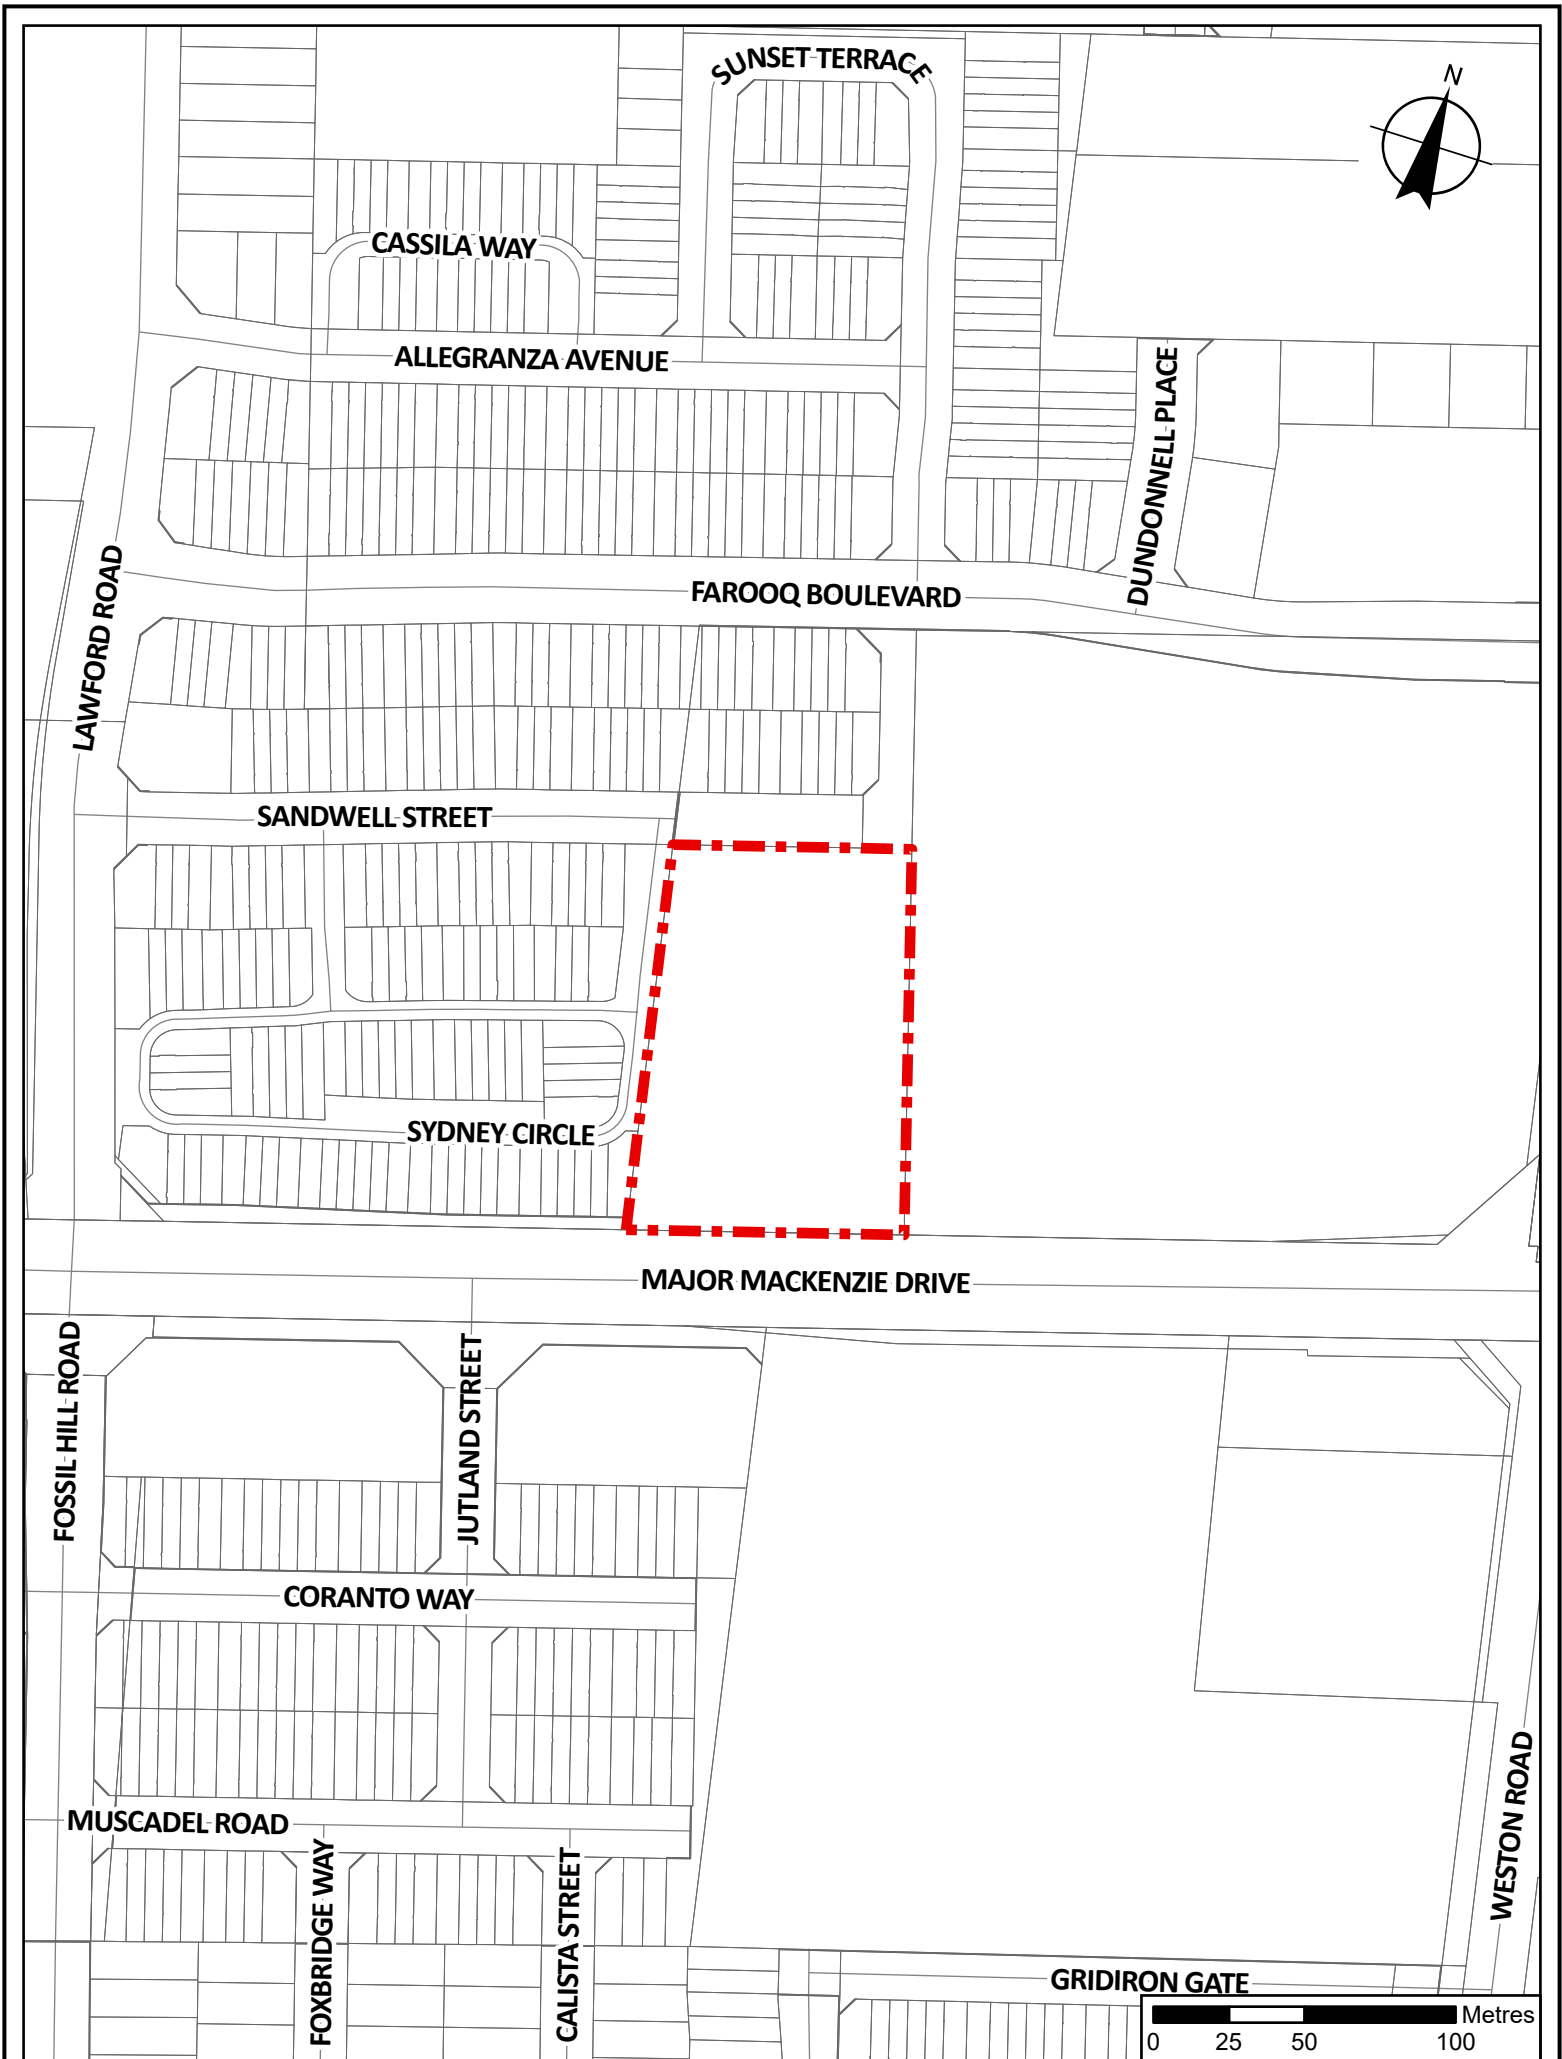 SUNSET TERRACE
N
CASSILA WAY
ALLEGRANZA AVENUE
DUNDONNELL PLACE
FAROOQ BOULEVARD
LAWFORD ROAD
SANDWELL STREET
SYDNEY CIRCLE
MAJOR MACKENZIE DRIVE
FOSSIL HILL ROAD
JUTLAND STREET
CORANTO WAY
MUSCADEL ROAD
WESTON ROAD
FOXBRIDGE WAY
CALISTA STREET
GRIDIRON GATE
Metres
0 25 50 100